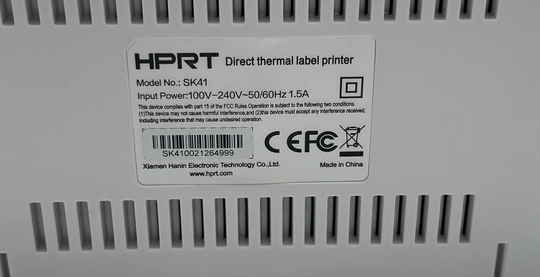 HPRT Direct thermal label printer
Model No.: SK41
Input Power:100V-240V~50/60Hz 1.5A
This device complies with part 15 of the FCC Rules Operation is subject to the following two conditions.
(1)This device may not cause harmful interference,and (2)this device must accept any interference received,
including interference that may cause undesired operation.
SK410021264999
CE FC
Xiamen Hanin Electronic Technology Co.,Ltd.
www.hprt.com
Made in China